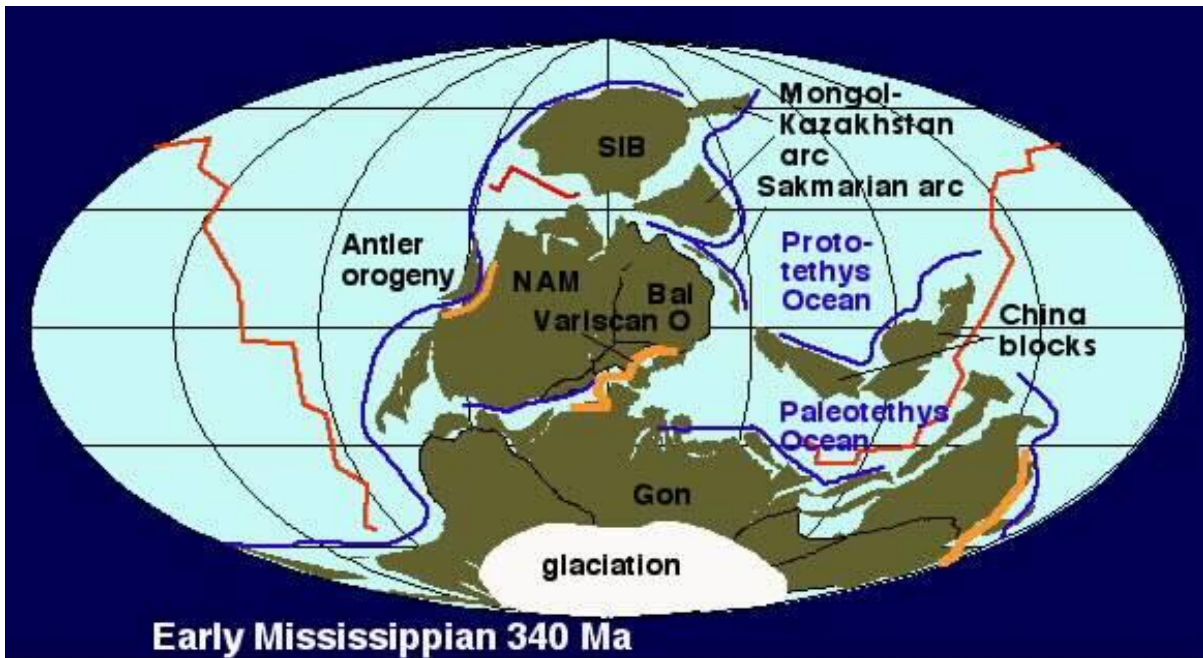 Mongol-
Kazakhstan
arc
SIB
Sakmarian arc
Antler
orogeny
Proto-
tethys
Ocean
NAM
Bal
Variscan O
China
blocks
Paleotethys
Ocean
Gon
glaciation
Early Mississippian 340 Ma